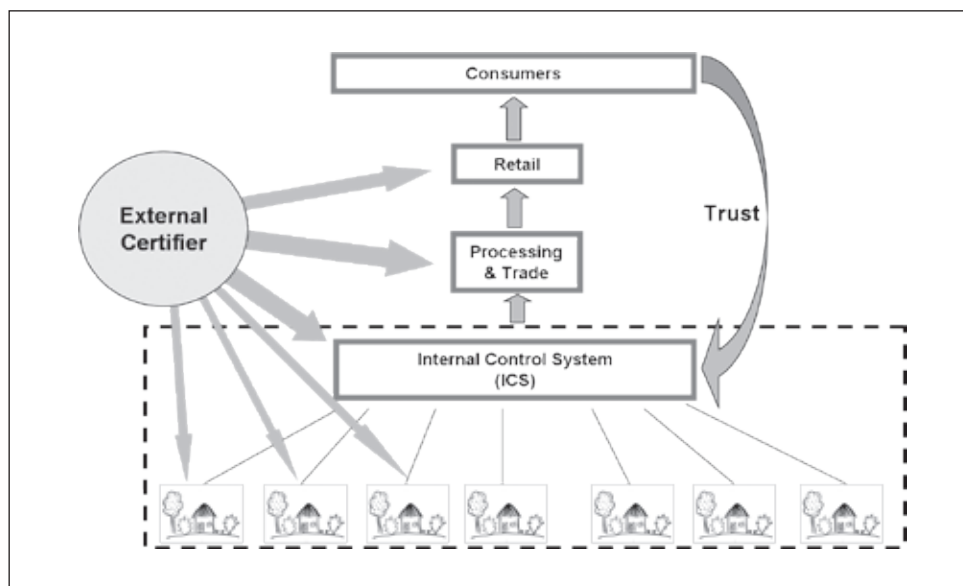 Consumers
Retail
External
Certifier
Trust
Processing
& Trade
Internal Control System
(ICS)